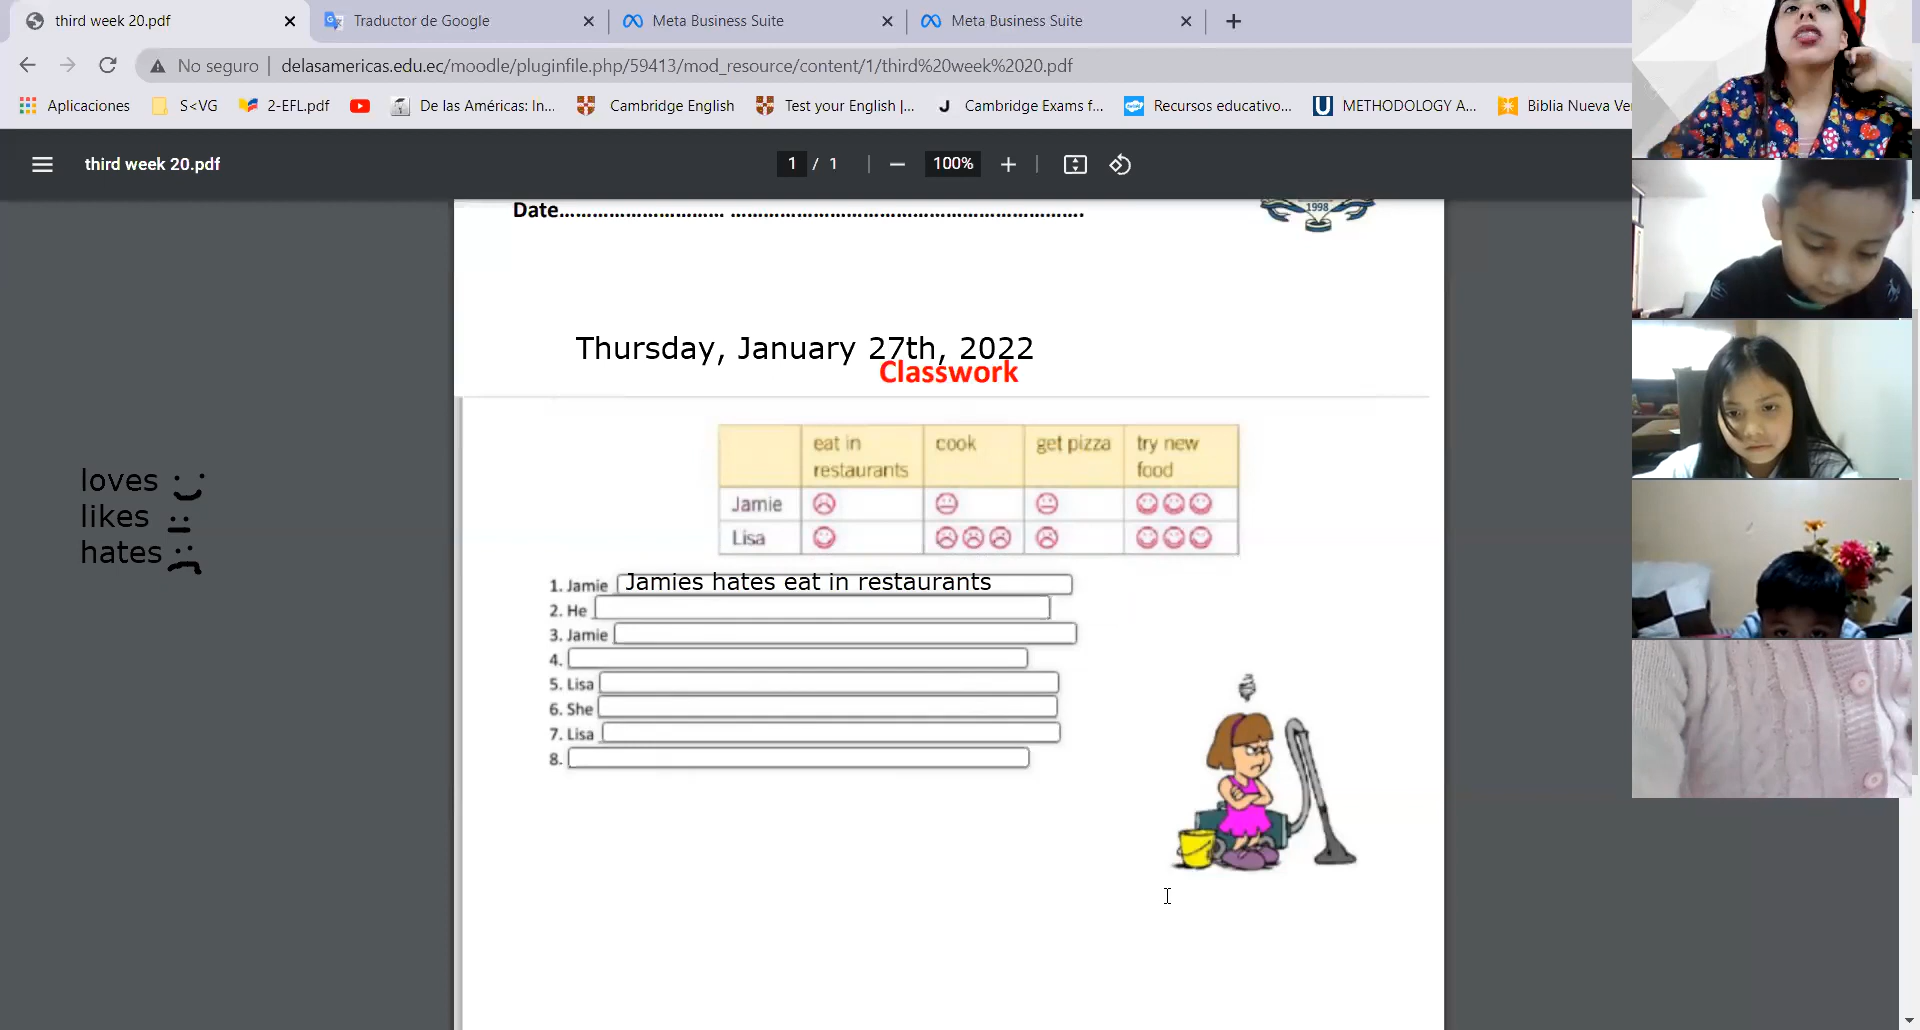 third week 20.pdf
Traductor de Google
Meta Business Suite
Meta Business Suite
No seguro
delasamericas.edu.ec/moodle/pluginfile.php/59413/mod_resource/content/1/third%20week%2020.pdf
Aplicaciones
S<VG
2-EFL.pdf
De las Américas: In...
Cambridge English
Test your English |...
Cambridge Exams f...
Recursos educativo...
METHODOLOGY A...
Biblia Nueva Ver
third week 20.pdf
1 / 1
100%
Date........................... ..........................................................
1998
Thursday, January 27th, 2022
Classwork
eat in restaurants cook get pizza try new food
Jamie
Lisa
loves
likes
hates
1. Jamie Jamies hates eat in restaurants
2. He
3. Jamie
4.
5. Lisa
6. She
7. Lisa
8.